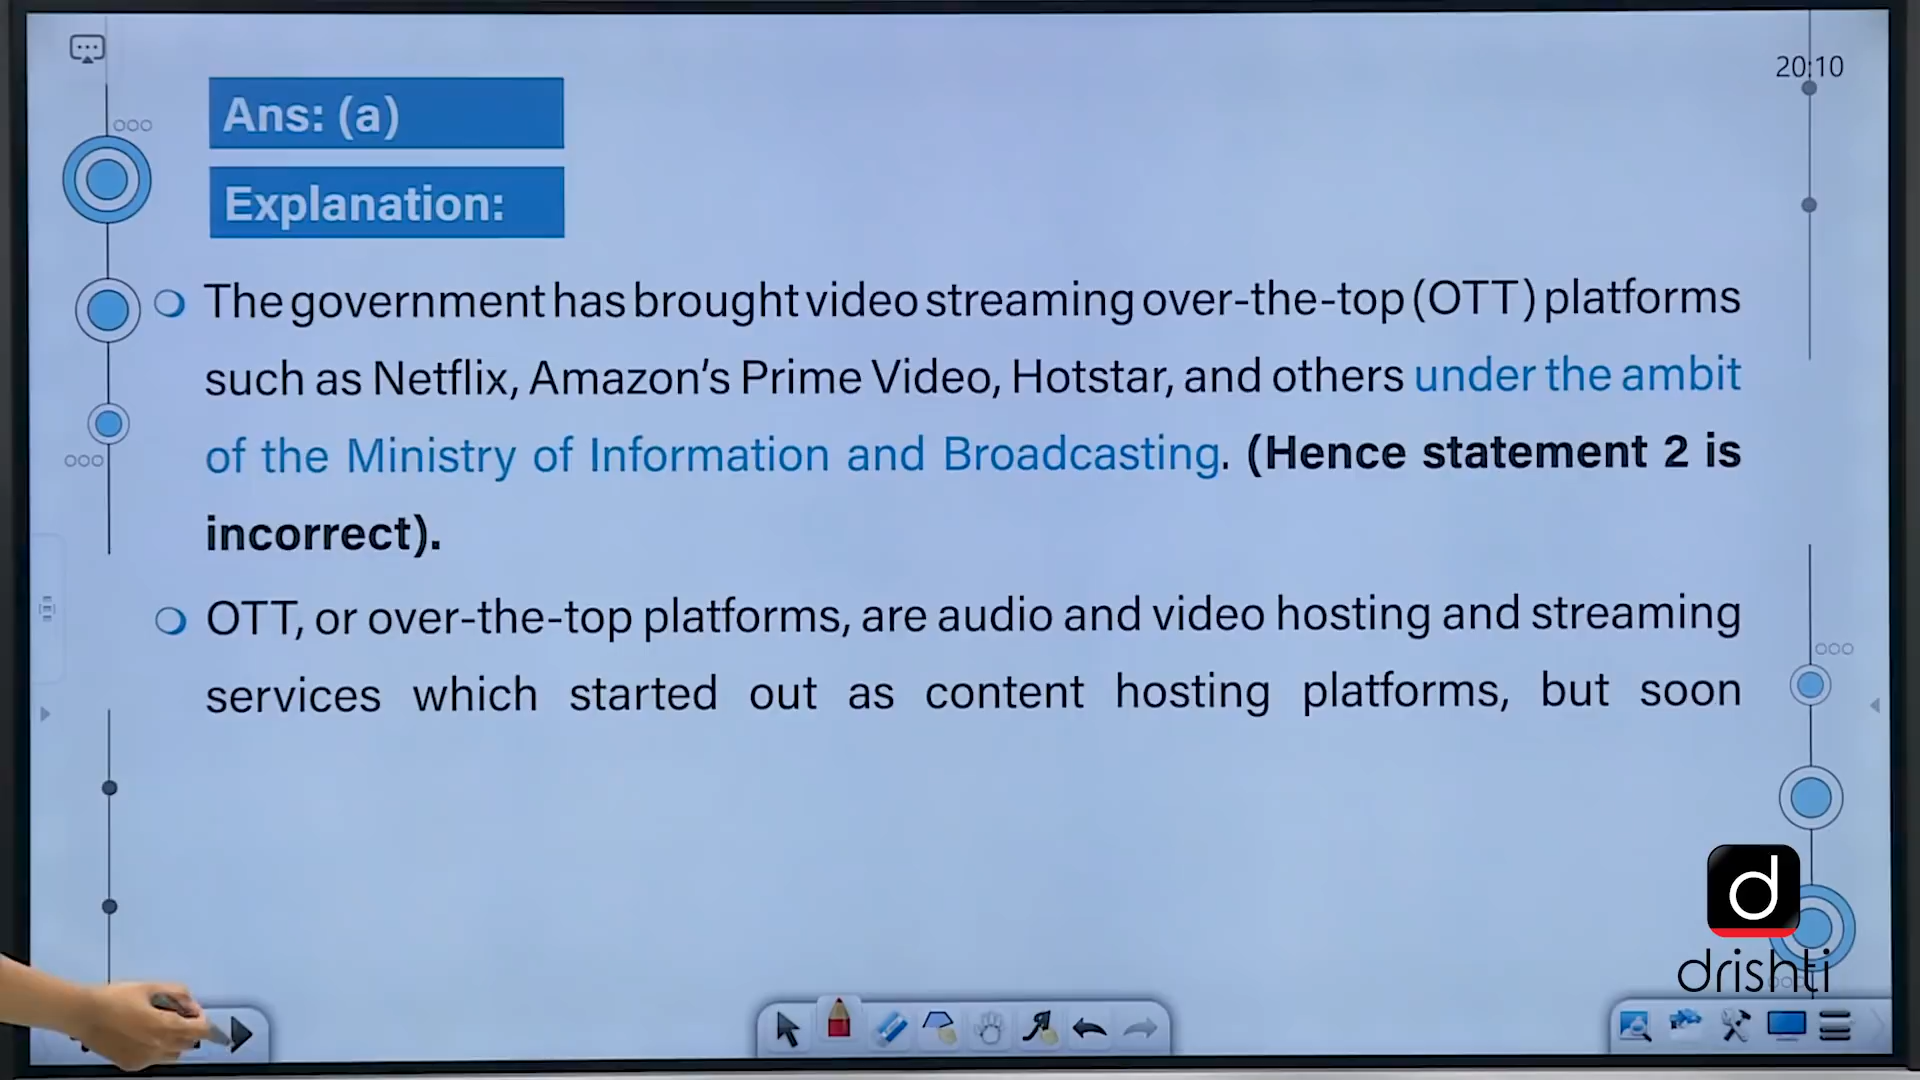 20:10
Ans: (a)
Explanation:
The government has brought video streaming over-the-top (OTT) platforms
such as Netflix, Amazon’s Prime Video, Hotstar, and others under the ambit
of the Ministry of Information and Broadcasting. (Hence statement 2 is
incorrect).
OTT, or over-the-top platforms, are audio and video hosting and streaming
services which started out as content hosting platforms, but soon
d
drishti